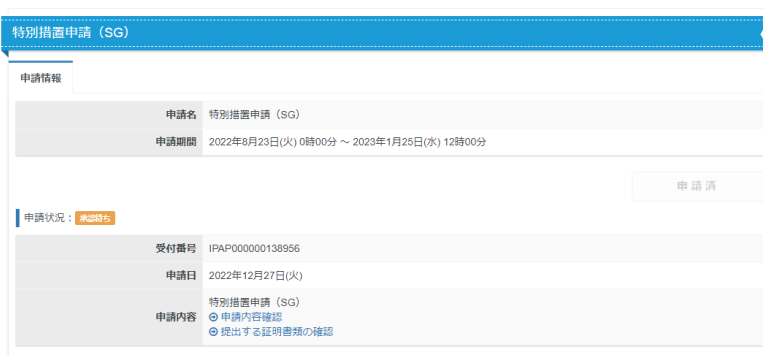 特別措置申請（SG）
申請情報
申請名 特別措置申請（SG）
申請期間 2022年8月23日(火) 0時00分 ～ 2023年1月25日(水) 12時00分
申 請 済
申請状況： 承認待ち
受付番号 IPAP000000138956
申請日 2022年12月27日(火)
特別措置申請（SG）
申請内容 申請内容確認
提出する証明書類の確認